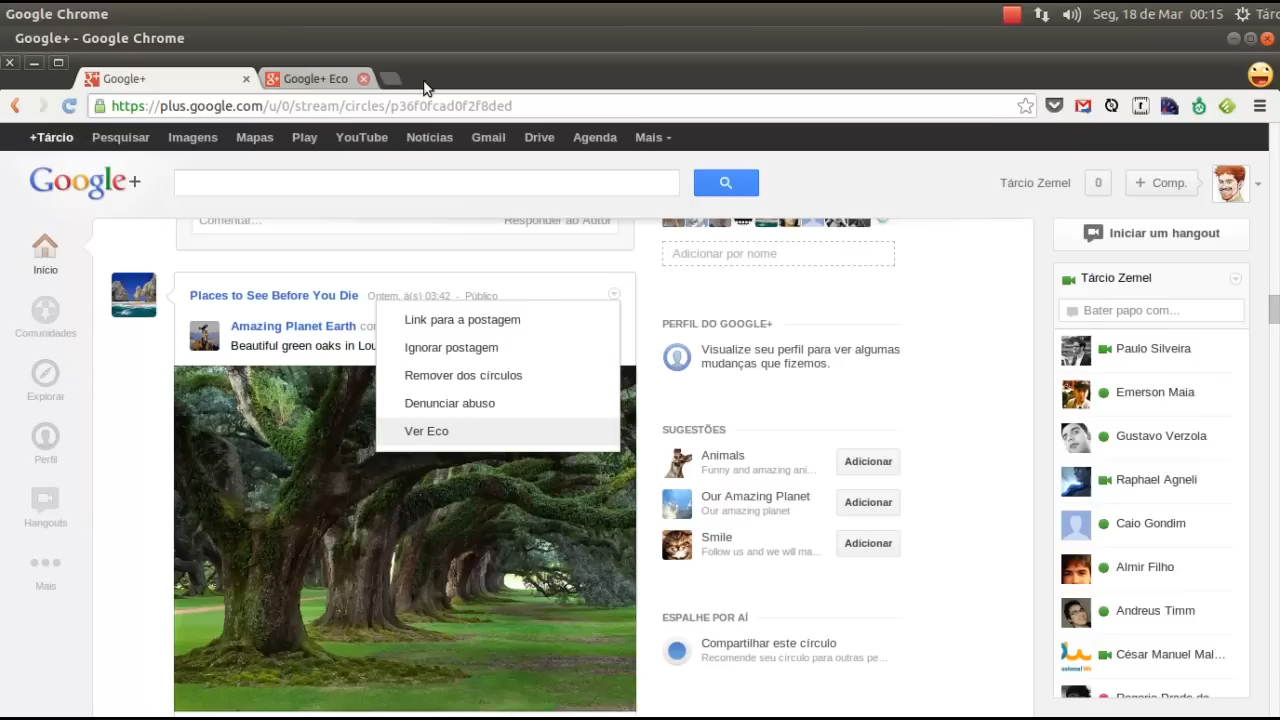 Google Chrome
Seg, 18 de Mar 00:15
Tárc
Google+ - Google Chrome
Google+
Google+ Eco
https://plus.google.com/u/0/stream/circles/p36f0fcad0f2f8ded
+Tárcio Pesquisar Imagens Mapas Play YouTube Notícias Gmail Drive Agenda Mais
Google+
Tárcio Zemel
0
+ Comp.
Comentar...
Responder ao Autor
Início
Comunidades
Explorar
Perfil
Hangouts
Mais
Places to See Before You Die
Ontem, à(s) 03:42 - Público
Amazing Planet Earth co
Beautiful green oaks in Lou
Link para a postagem
Ignorar postagem
Remover dos círculos
Denunciar abuso
Ver Eco
Adicionar por nome
PERFIL DO GOOGLE+
Visualize seu perfil para ver algumas
mudanças que fizemos.
SUGESTÕES
Animals
Funny and amazing ani...
Adicionar
Our Amazing Planet
Our amazing planet
Adicionar
Smile
Follow us and we will ma...
Adicionar
ESPALHE POR AÍ
Compartilhar este círculo
Recomende seu círculo para outras pe...
Iniciar um hangout
Tárcio Zemel
Bater papo com...
Paulo Silveira
Emerson Maia
Gustavo Verzola
Raphael Agneli
Caio Gondim
Almir Filho
Andreus Timm
César Manuel Mal...